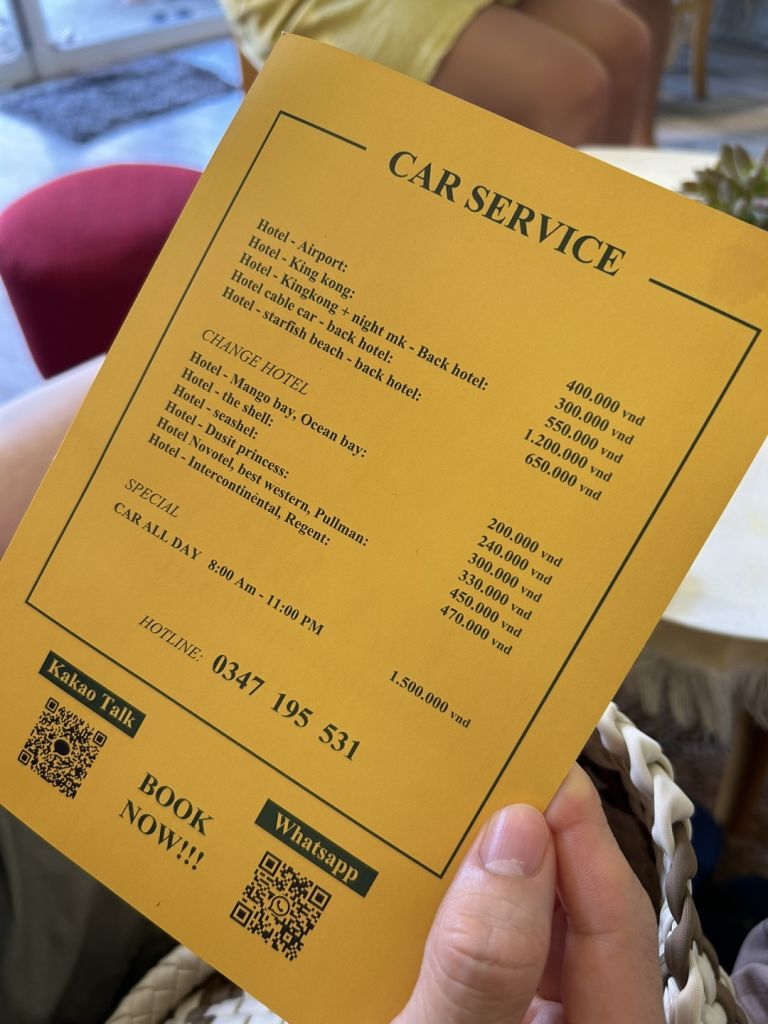 CAR SERVICE
Hotel - Airport: 400.000 vnd
Hotel - King kong: 300.000 vnd
Hotel - Kingkong + night mk - Back hotel: 550.000 vnd
Hotel cable car - back hotel: 1.200.000 vnd
Hotel - starfish beach - back hotel: 650.000 vnd
CHANGE HOTEL
Hotel - Mango bay, Ocean bay: 200.000 vnd
Hotel - the shell: 240.000 vnd
Hotel - seashel: 300.000 vnd
Hotel - Dusit princess: 330.000 vnd
Hotel Novotel, best western, Pullman: 450.000 vnd
Hotel - Intercontinental, Regent: 470.000 vnd
SPECIAL
CAR ALL DAY 8:00 Am - 11:00 PM 1.500.000 vnd
HOTLINE: 0347 195 531
Kakao Talk
BOOK
NOW!!!
Whatsapp